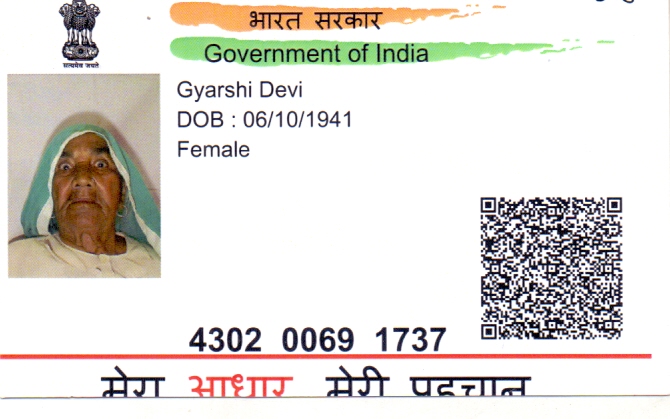 भारत सरकार
Government of India
सत्यमेव जयते
Gyarshi Devi
DOB : 06/10/1941
Female
4302 0069 1737
मेरा आधार मेरी पहचान